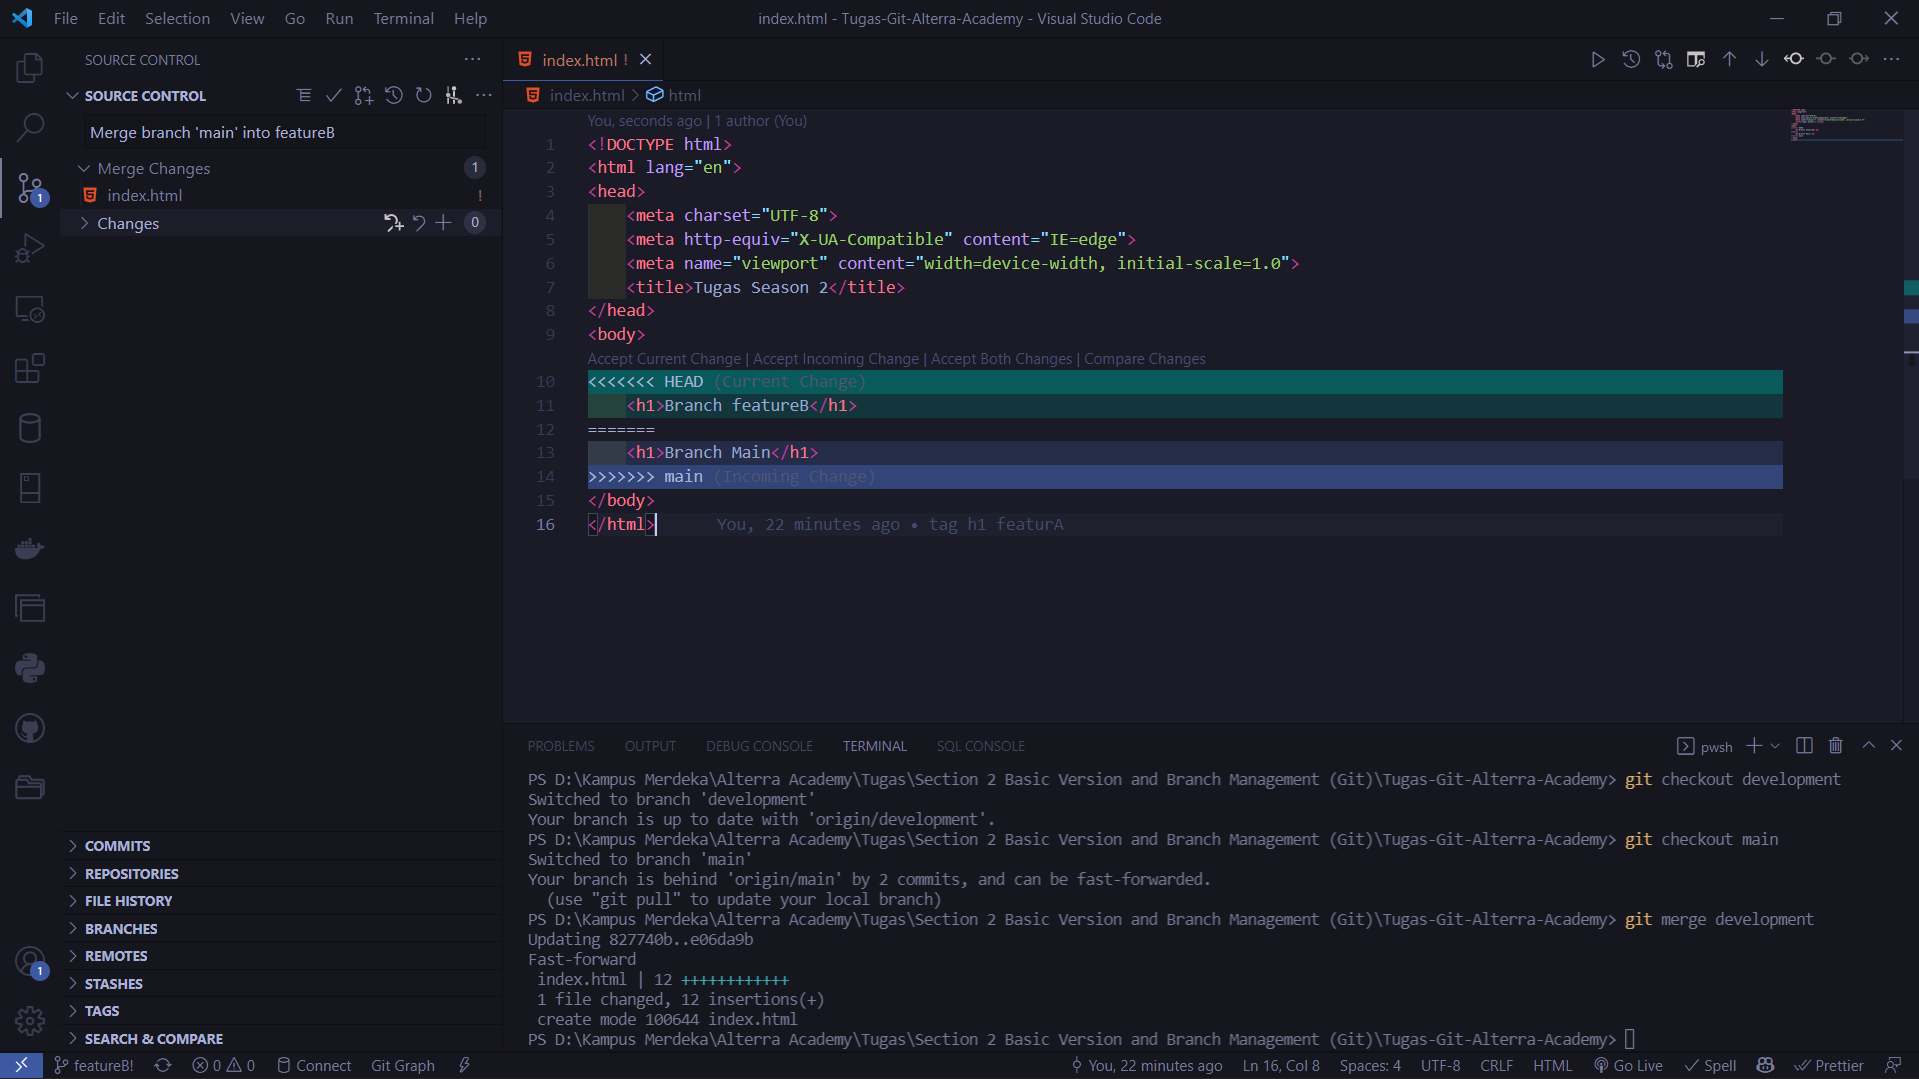 File Edit Selection View Go Run Terminal Help
index.html - Tugas-Git-Alterra-Academy - Visual Studio Code
SOURCE CONTROL
SOURCE CONTROL
Merge branch 'main' into featureB
Merge Changes 1
index.html !
Changes 0
1
1
COMMITS
REPOSITORIES
FILE HISTORY
BRANCHES
REMOTES
STASHES
TAGS
SEARCH & COMPARE
index.html !
index.html > html
You, seconds ago | 1 author (You)
1 <!DOCTYPE html>
2 <html lang="en">
3 <head>
4 <meta charset="UTF-8">
5 <meta http-equiv="X-UA-Compatible" content="IE=edge">
6 <meta name="viewport" content="width=device-width, initial-scale=1.0">
7 <title>Tugas Season 2</title>
8 </head>
9 <body>
Accept Current Change | Accept Incoming Change | Accept Both Changes | Compare Changes
10 <<<<<<< HEAD (Current Change)
11 <h1>Branch featureB</h1>
12 =======
13 <h1>Branch Main</h1>
14 >>>>>>> main (Incoming Change)
15 </body>
16 </html> You, 22 minutes ago • tag h1 featurA
PROBLEMS OUTPUT DEBUG CONSOLE TERMINAL SQL CONSOLE
pwsh
PS D:\Kampus Merdeka\Alterra Academy\Tugas\Section 2 Basic Version and Branch Management (Git)\Tugas-Git-Alterra-Academy> git checkout development
Switched to branch 'development'
Your branch is up to date with 'origin/development'.
PS D:\Kampus Merdeka\Alterra Academy\Tugas\Section 2 Basic Version and Branch Management (Git)\Tugas-Git-Alterra-Academy> git checkout main
Switched to branch 'main'
Your branch is behind 'origin/main' by 2 commits, and can be fast-forwarded.
(use "git pull" to update your local branch)
PS D:\Kampus Merdeka\Alterra Academy\Tugas\Section 2 Basic Version and Branch Management (Git)\Tugas-Git-Alterra-Academy> git merge development
Updating 827740b..e06da9b
Fast-forward
index.html | 12 ++++++++++++
1 file changed, 12 insertions(+)
create mode 100644 index.html
PS D:\Kampus Merdeka\Alterra Academy\Tugas\Section 2 Basic Version and Branch Management (Git)\Tugas-Git-Alterra-Academy>
featureB! 0 0 Connect Git Graph You, 22 minutes ago Ln 16, Col 8 Spaces: 4 UTF-8 CRLF HTML Go Live Spell Prettier